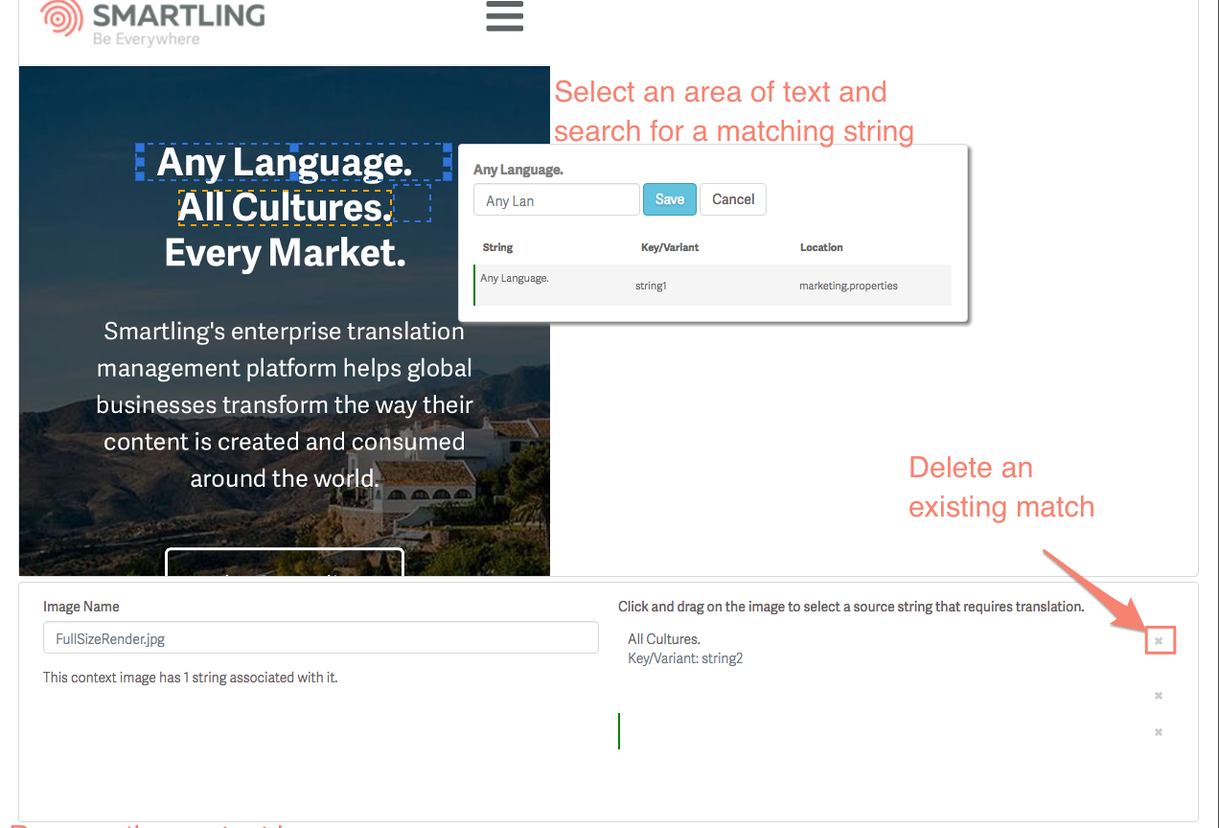 SMARTLING
Be Everywhere
Select an area of text and
search for a matching string
Any Language.
All Cultures.
Every Market.
Any Language.
Any Lan
Save
Cancel
String Key/Variant Location
Any Language. string1 marketing.properties
Smartling's enterprise translation
management platform helps global
businesses transform the way their
content is created and consumed
around the world.
Delete an
existing match
Image Name
FullSizeRender.jpg
This context image has 1 string associated with it.
Click and drag on the image to select a source string that requires translation.
All Cultures.
Key/Variant: string2